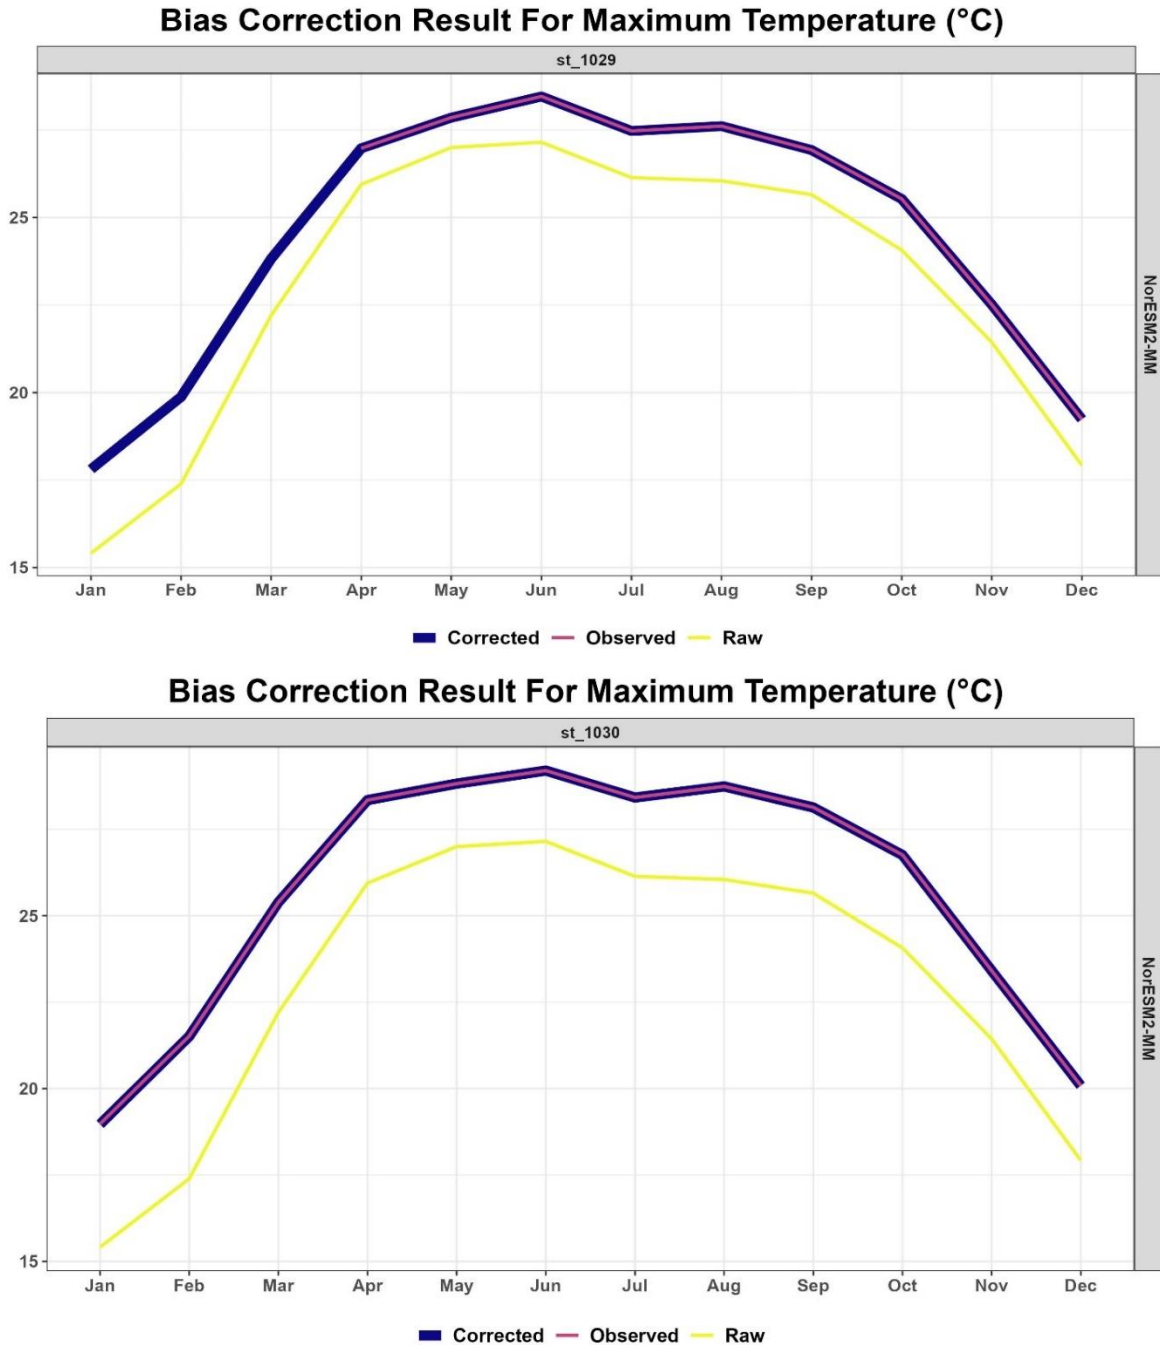 Bias Correction Result For Maximum Temperature (°C)
st_1029
25
20
15
NorESM2-MM
Jan Feb Mar Apr May Jun Jul Aug Sep Oct Nov Dec
Corrected Observed Raw
Bias Correction Result For Maximum Temperature (°C)
st_1030
25
20
15
NorESM2-MM
Jan Feb Mar Apr May Jun Jul Aug Sep Oct Nov Dec
Corrected Observed Raw